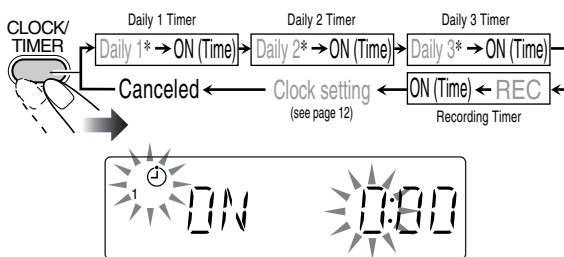 CLOCK/
TIMER
Daily 1 Timer
Daily 2 Timer
Daily 3 Timer
Daily 1* → ON (Time)
Daily 2* → ON (Time)
Daily 3* → ON (Time)
Canceled ← Clock setting ← ON (Time) ← REC
(see page 12)
Recording Timer
1 ON 0:80